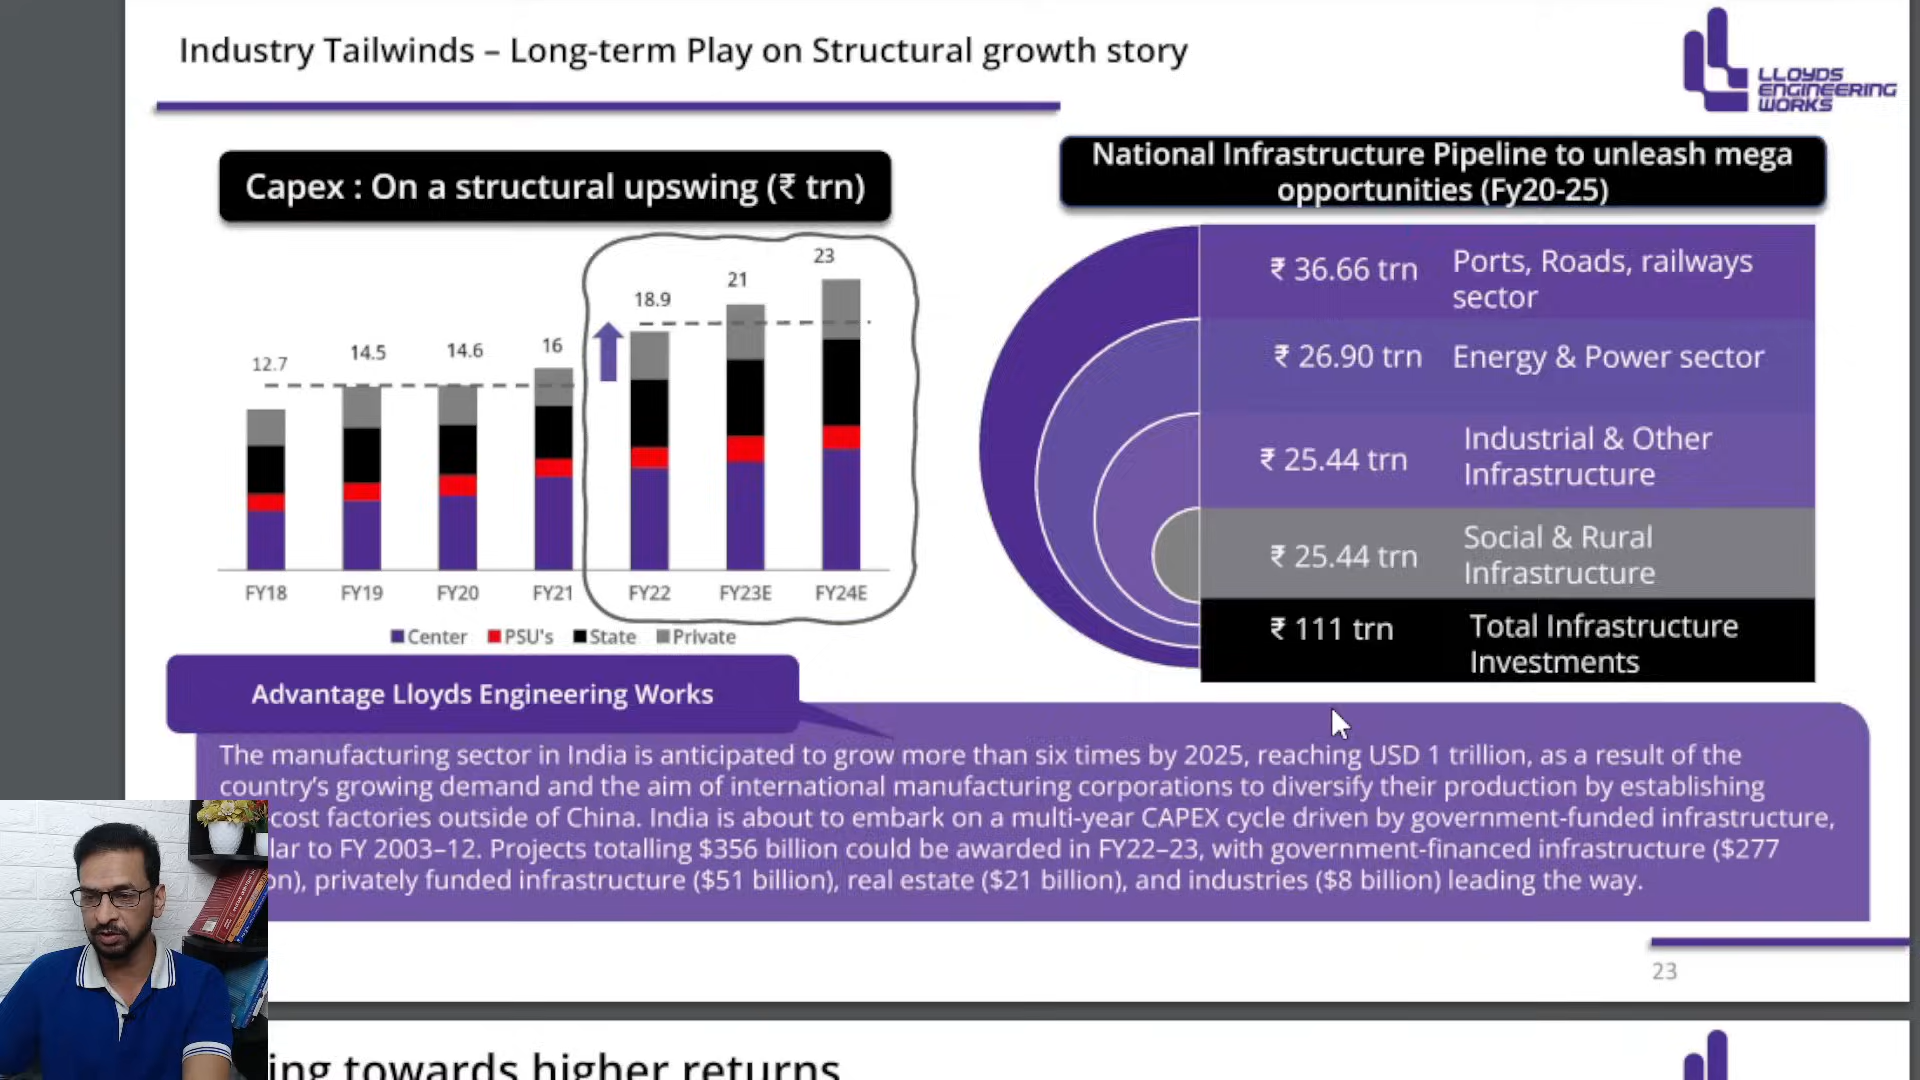 Industry Tailwinds – Long-term Play on Structural growth story
LLOYDS
ENGINEERING
WORKS
Capex : On a structural upswing (₹ trn)
12.7
14.5
14.6
16
18.9
21
23
FY18 FY19 FY20 FY21 FY22 FY23E FY24E
Center PSU's State Private
National Infrastructure Pipeline to unleash mega
opportunities (Fy20-25)
₹ 36.66 trn Ports, Roads, railways
sector
₹ 26.90 trn Energy & Power sector
₹ 25.44 trn Industrial & Other
Infrastructure
₹ 25.44 trn Social & Rural
Infrastructure
₹ 111 trn Total Infrastructure
Investments
Advantage Lloyds Engineering Works
The manufacturing sector in India is anticipated to grow more than six times by 2025, reaching USD 1 trillion, as a result of the
country's growing demand and the aim of international manufacturing corporations to diversify their production by establishing
cost factories outside of China. India is about to embark on a multi-year CAPEX cycle driven by government-funded infrastructure,
lar to FY 2003–12. Projects totalling $356 billion could be awarded in FY22–23, with government-financed infrastructure ($277
on), privately funded infrastructure ($51 billion), real estate ($21 billion), and industries ($8 billion) leading the way.
23
ing towards higher returns